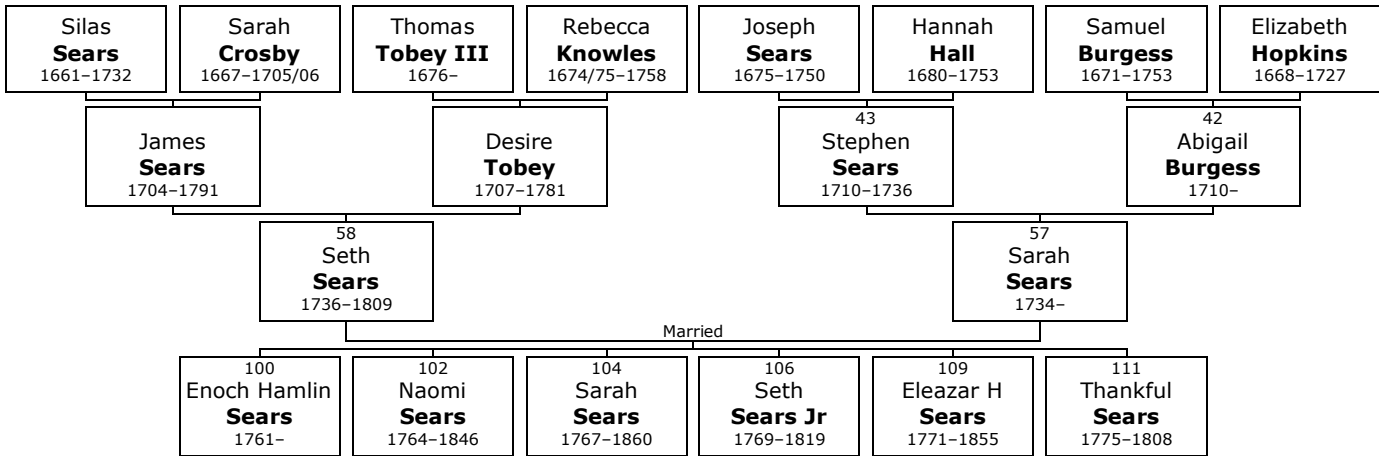 Silas
Sears
1661–1732
Sarah
Crosby
1667–1705/06
Thomas
Tobey III
1676–
Rebecca
Knowles
1674/75–1758
Joseph
Sears
1675–1750
Hannah
Hall
1680–1753
Samuel
Burgess
1671–1753
Elizabeth
Hopkins
1668–1727
James
Sears
1704–1791
Desire
Tobey
1707–1781
43
Stephen
Sears
1710–1736
42
Abigail
Burgess
1710–
58
Seth
Sears
1736–1809
57
Sarah
Sears
1734–
Married
100
Enoch Hamlin
Sears
1761–
102
Naomi
Sears
1764–1846
104
Sarah
Sears
1767–1860
106
Seth
Sears Jr
1769–1819
109
Eleazar H
Sears
1771–1855
111
Thankful
Sears
1775–1808